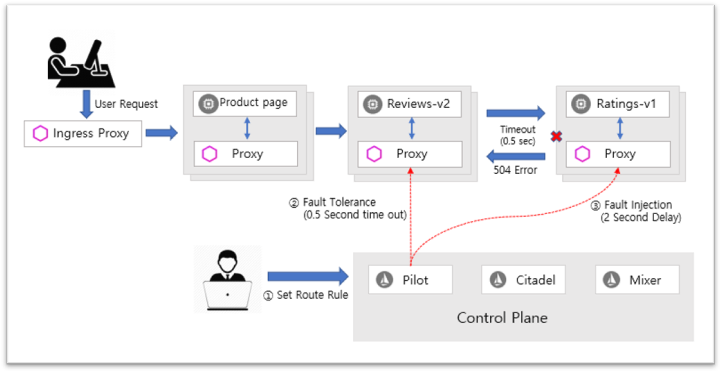 User Request
Ingress Proxy
Product page
Proxy
Reviews-v2
Proxy
Timeout
(0.5 sec)
504 Error
Ratings-v1
Proxy
② Fault Tolerance
(0.5 Second time out)
③ Fault Injection
(2 Second Delay)
① Set Route Rule
Pilot
Citadel
Mixer
Control Plane